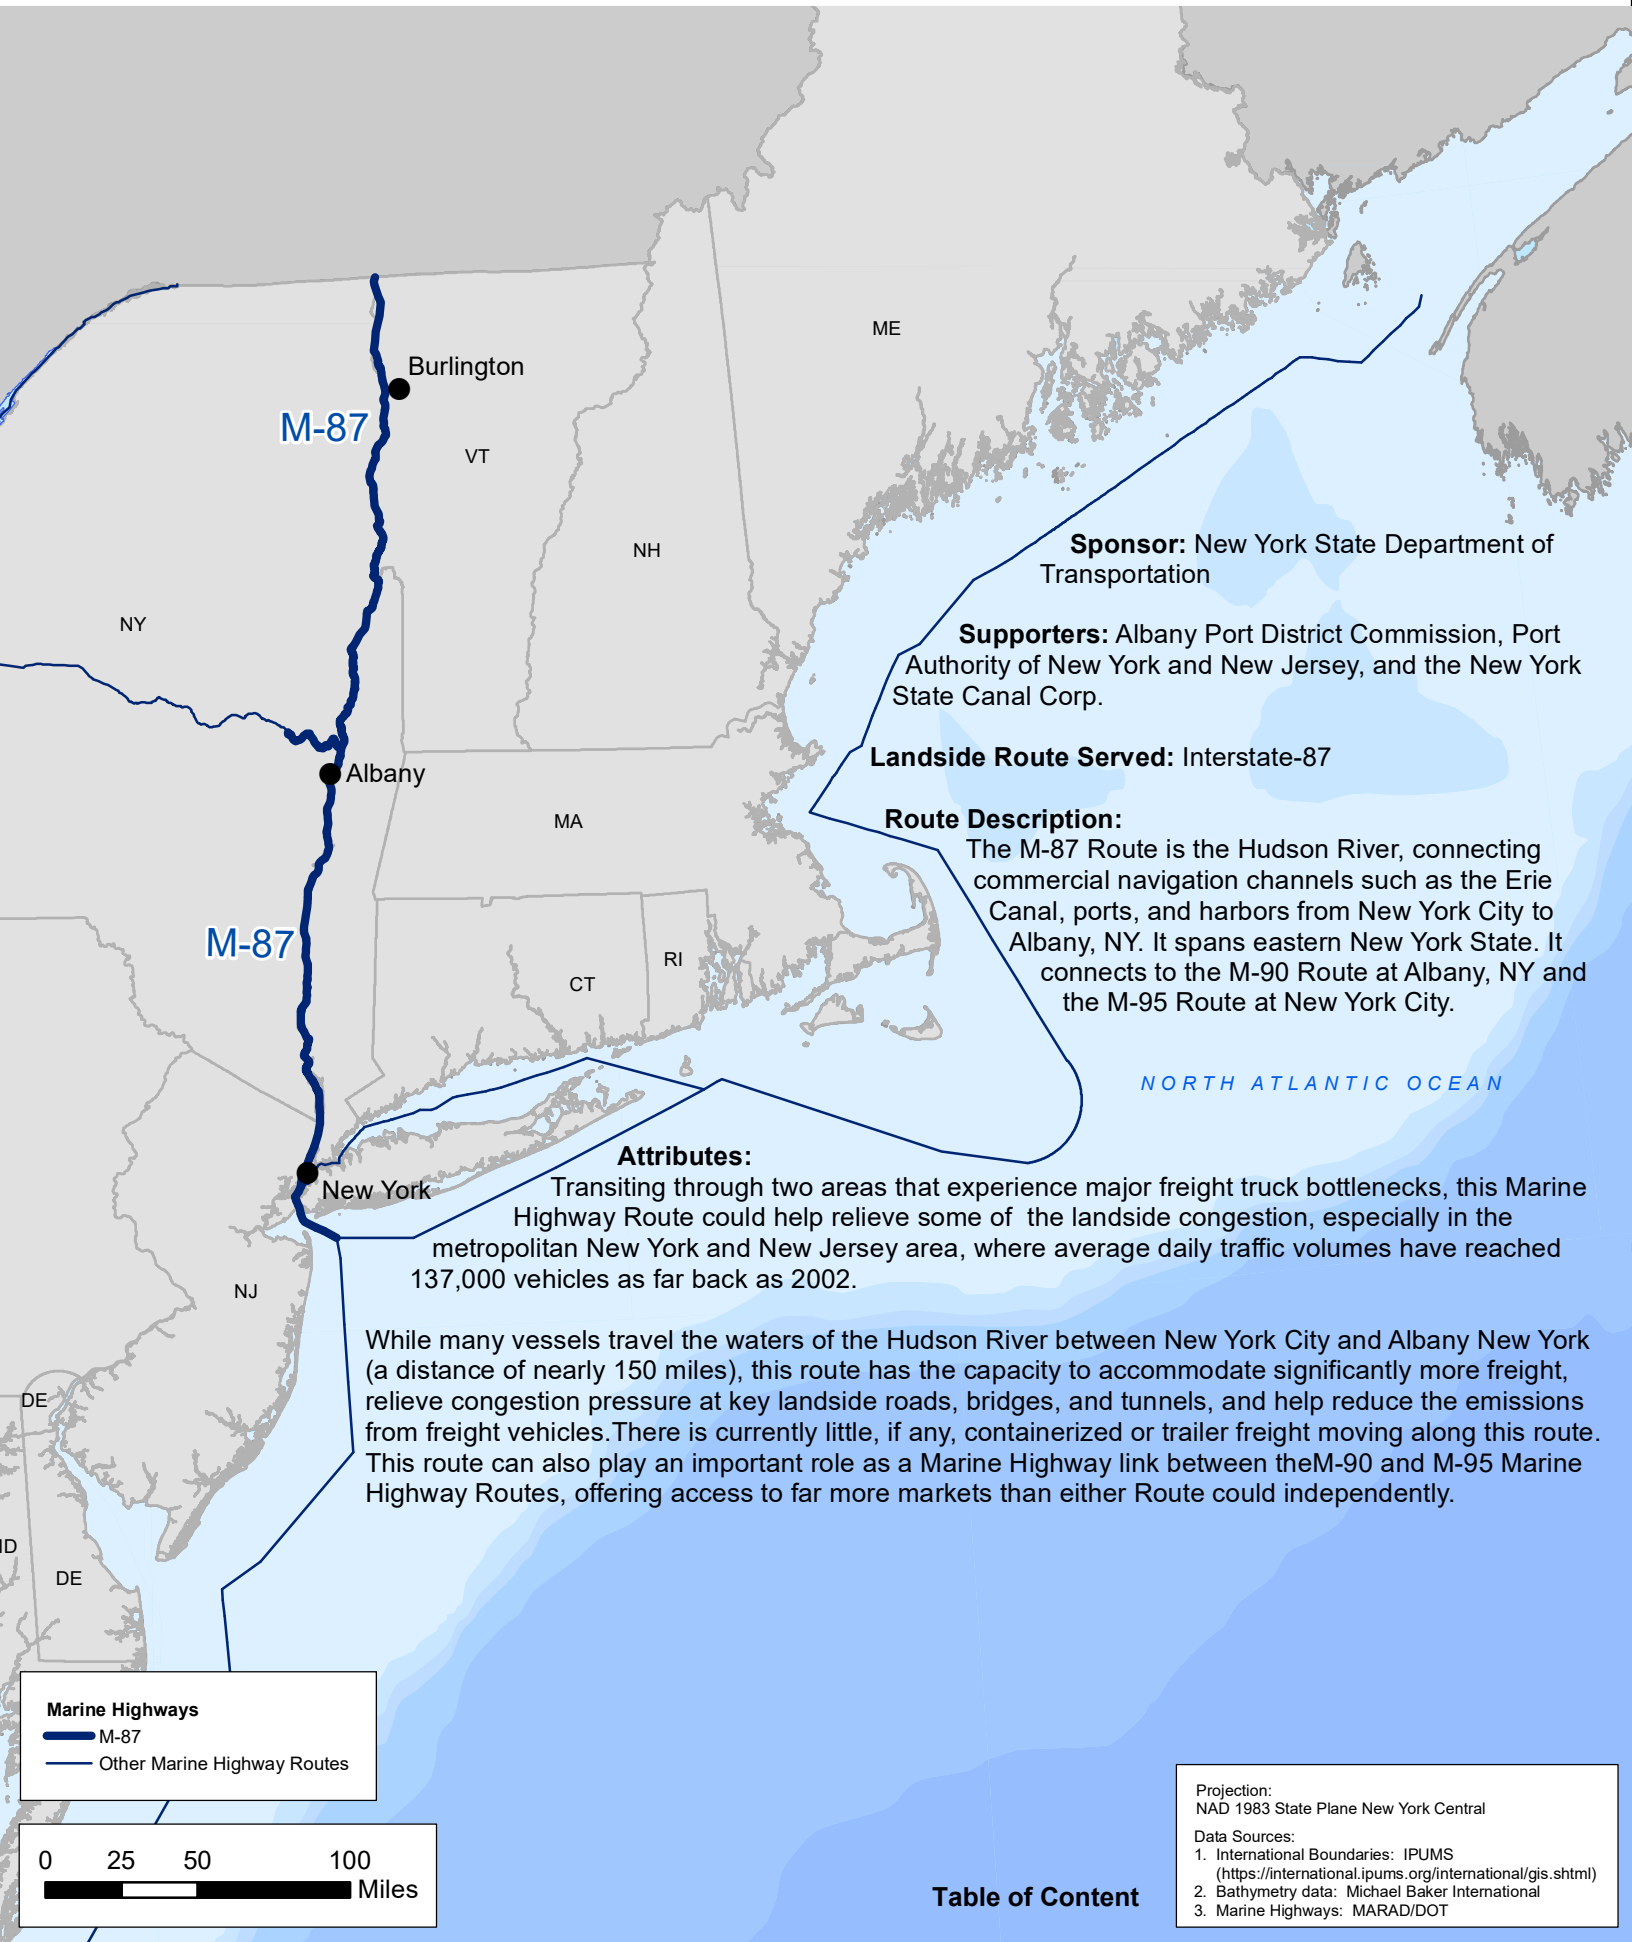 ME
Burlington
M-87
VT
NH
NY
Sponsor: New York State Department of
Transportation
Supporters: Albany Port District Commission, Port
Authority of New York and New Jersey, and the New York
State Canal Corp.
Landside Route Served: Interstate-87
Albany
MA
Route Description:
The M-87 Route is the Hudson River, connecting
commercial navigation channels such as the Erie
Canal, ports, and harbors from New York City to
Albany, NY. It spans eastern New York State. It
connects to the M-90 Route at Albany, NY and
the M-95 Route at New York City.
M-87
RI
CT
NORTH ATLANTIC OCEAN
New York
Attributes:
Transiting through two areas that experience major freight truck bottlenecks, this Marine
Highway Route could help relieve some of  the landside congestion, especially in the
metropolitan New York and New Jersey area, where average daily traffic volumes have reached
137,000 vehicles as far back as 2002.
NJ
While many vessels travel the waters of the Hudson River between New York City and Albany New York
(a distance of nearly 150 miles), this route has the capacity to accommodate significantly more freight,
relieve congestion pressure at key landside roads, bridges, and tunnels, and help reduce the emissions
from freight vehicles.There is currently little, if any, containerized or trailer freight moving along this route.
This route can also play an important role as a Marine Highway link between theM-90 and M-95 Marine
Highway Routes, offering access to far more markets than either Route could independently.
DE
DE
Marine Highways
M-87
Other Marine Highway Routes
0 25 50 100
Miles
Table of Content
Projection:
NAD 1983 State Plane New York Central
Data Sources:
1. International Boundaries: IPUMS
(https://international.ipums.org/international/gis.shtml)
2. Bathymetry data: Michael Baker International
3. Marine Highways: MARAD/DOT